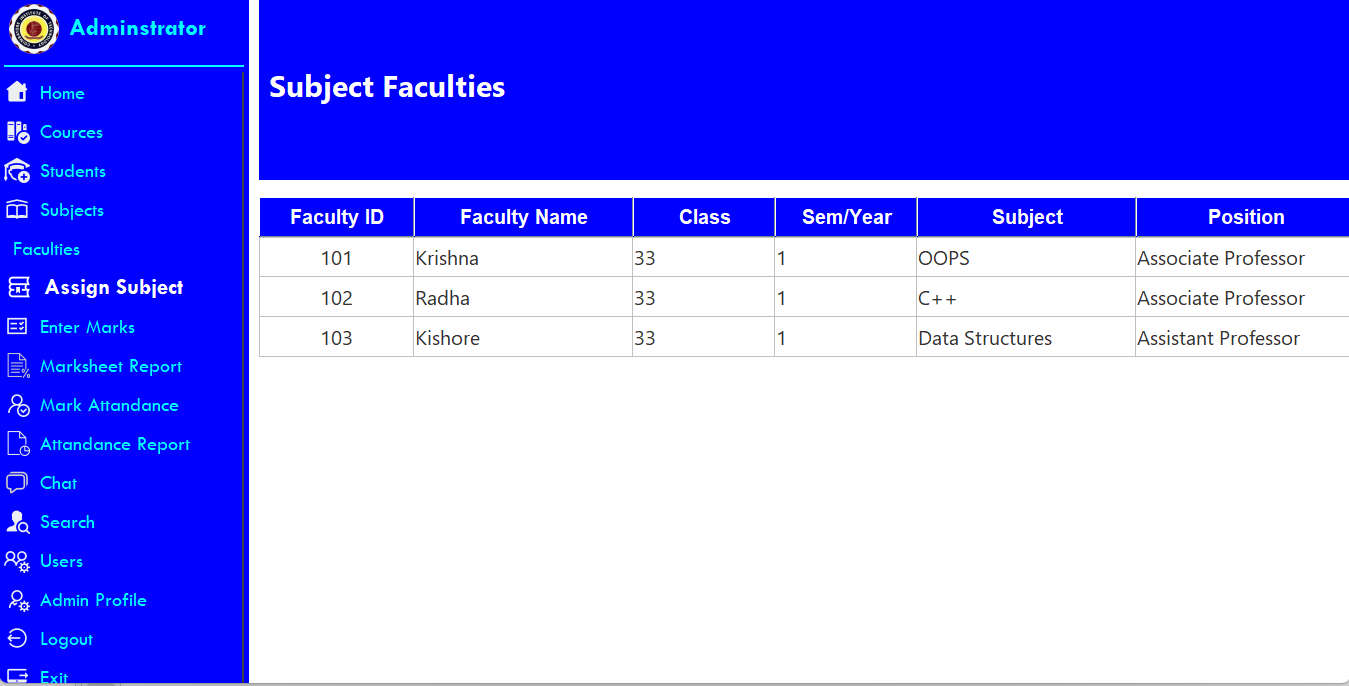 Adminstrator
Home
Cources
Students
Subjects
Faculties
Assign Subject
Enter Marks
Marksheet Report
Mark Attandance
Attandance Report
Chat
Search
Users
Admin Profile
Logout
Exit
Subject Faculties
Faculty ID Faculty Name Class Sem/Year Subject Position
101 Krishna 33 1 OOPS Associate Professor
102 Radha 33 1 C++ Associate Professor
103 Kishore 33 1 Data Structures Assistant Professor